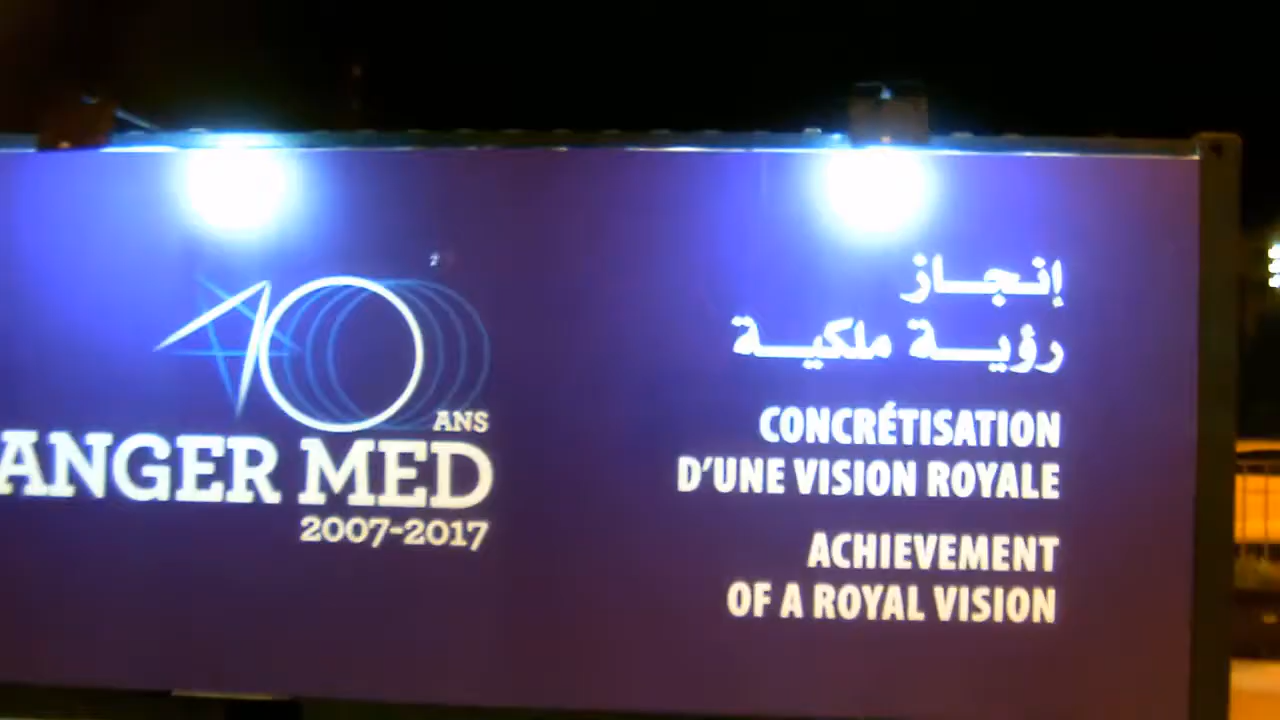 10
ANS
ANGER MED
2007-2017
إنجاز
رؤية ملكية
CONCRÉTISATION
D'UNE VISION ROYALE
ACHIEVEMENT
OF A ROYAL VISION